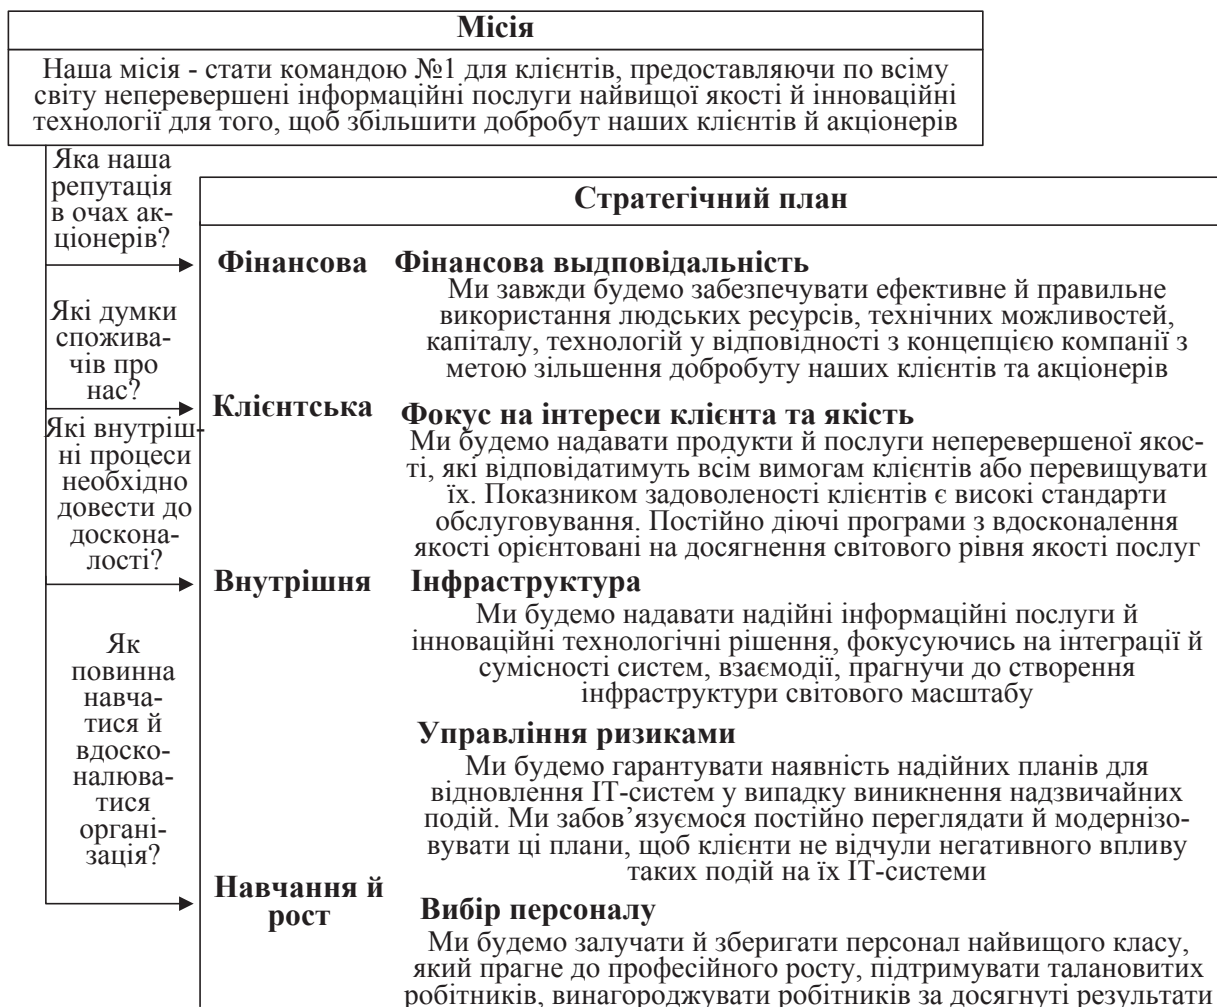 Місія
Наша місія - стати командою №1 для клієнтів, предоставляючи по всіму
світу неперевершені інформаційні послуги найвищої якості й інноваційні
технології для того, щоб збільшити добробут наших клієнтів й акціонерів
Яка наша
репутація
в очах ак-
ціонерів?
Стратегічний план
Фінансова
Фінансова выдповідальність
Ми завжди будемо забезпечувати ефективне й правильне
використання людських ресурсів, технічних можливостей,
капіталу, технологій у відповідності з концепцією компанії з
метою зільшення добробуту наших клієнтів та акціонерів
Які думки
спожива-
чів про
нас?
Клієнтська
Фокус на інтереси клієнта та якість
Ми будемо надавати продукти й послуги неперевершеної якос-
ті, які відповідатимуть всім вимогам клієнтів або перевищувати
їх. Показником задоволеності клієнтів є високі стандарти
обслуговування. Постійно діючі програми з вдосконалення
якості орієнтовані на досягнення світового рівня якості послуг
Які внутріш-
ні процеси
необхідно
довести до
доскона-
лості?
Внутрішня
Інфраструктура
Ми будемо надавати надійні інформаційні послуги й
інноваційні технологічні рішення, фокусуючись на інтеграції й
сумісності систем, взаємодії, прагнучи до створення
інфраструктури світового масштабу
Управління ризиками
Ми будемо гарантувати наявність надійних планів для
відновлення ІТ-систем у випадку виникнення надзвичайних
подій. Ми забов’язуємося постійно переглядати й модернізо-
вувати ці плани, щоб клієнти не відчули негативного впливу
таких подій на їх ІТ-системи
Як
повинна
навча-
тися й
вдоско-
налюва-
тися
органі-
зація?
Навчання й
рост
Вибір персоналу
Ми будемо залучати й зберигати персонал найвищого класу,
який прагне до професійного росту, підтримувати талановитих
робітників, винагороджувати робітників за досягнуті результати